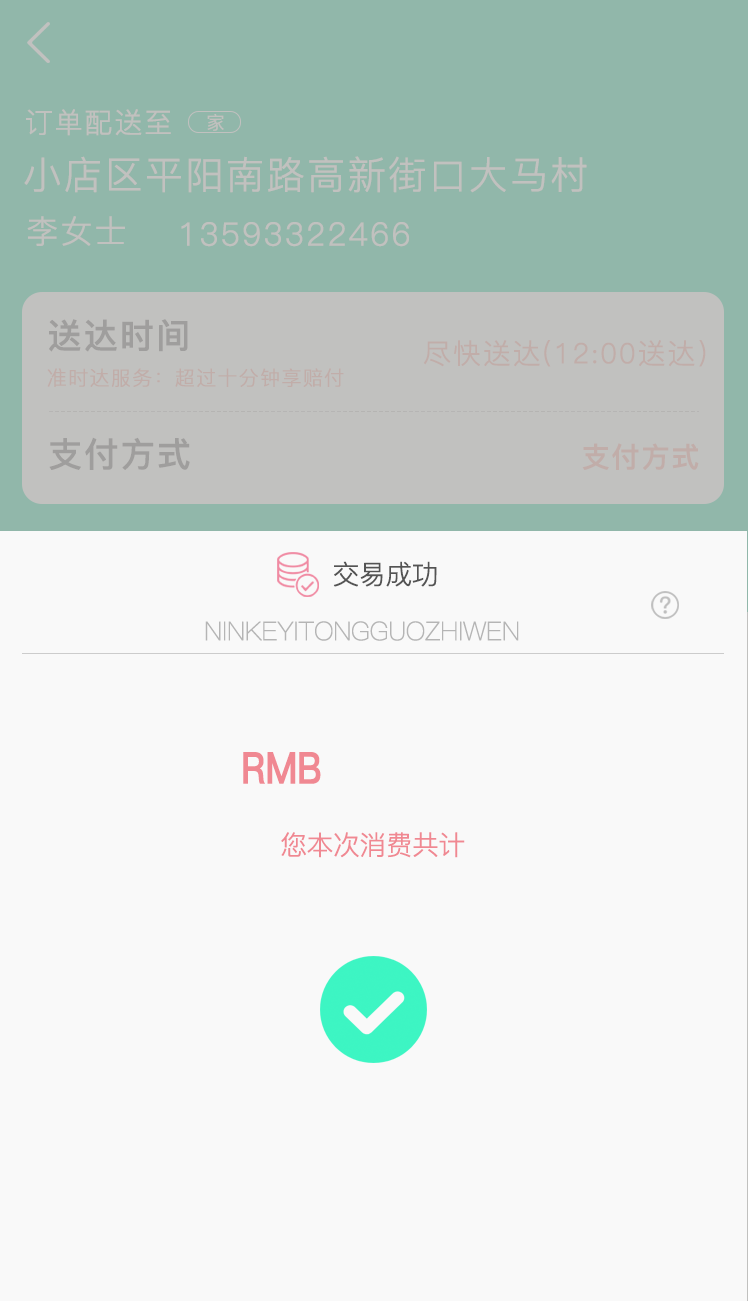 订单配送至 家
小店区平阳南路高新街口大马村
李女士 13593322466
送达时间
尽快送达(12:00送达)
准时达服务：超过十分钟享赔付
支付方式 支付方式
交易成功
?
NINKEYITONGGUOZHIWEN
RMB
您本次消费共计